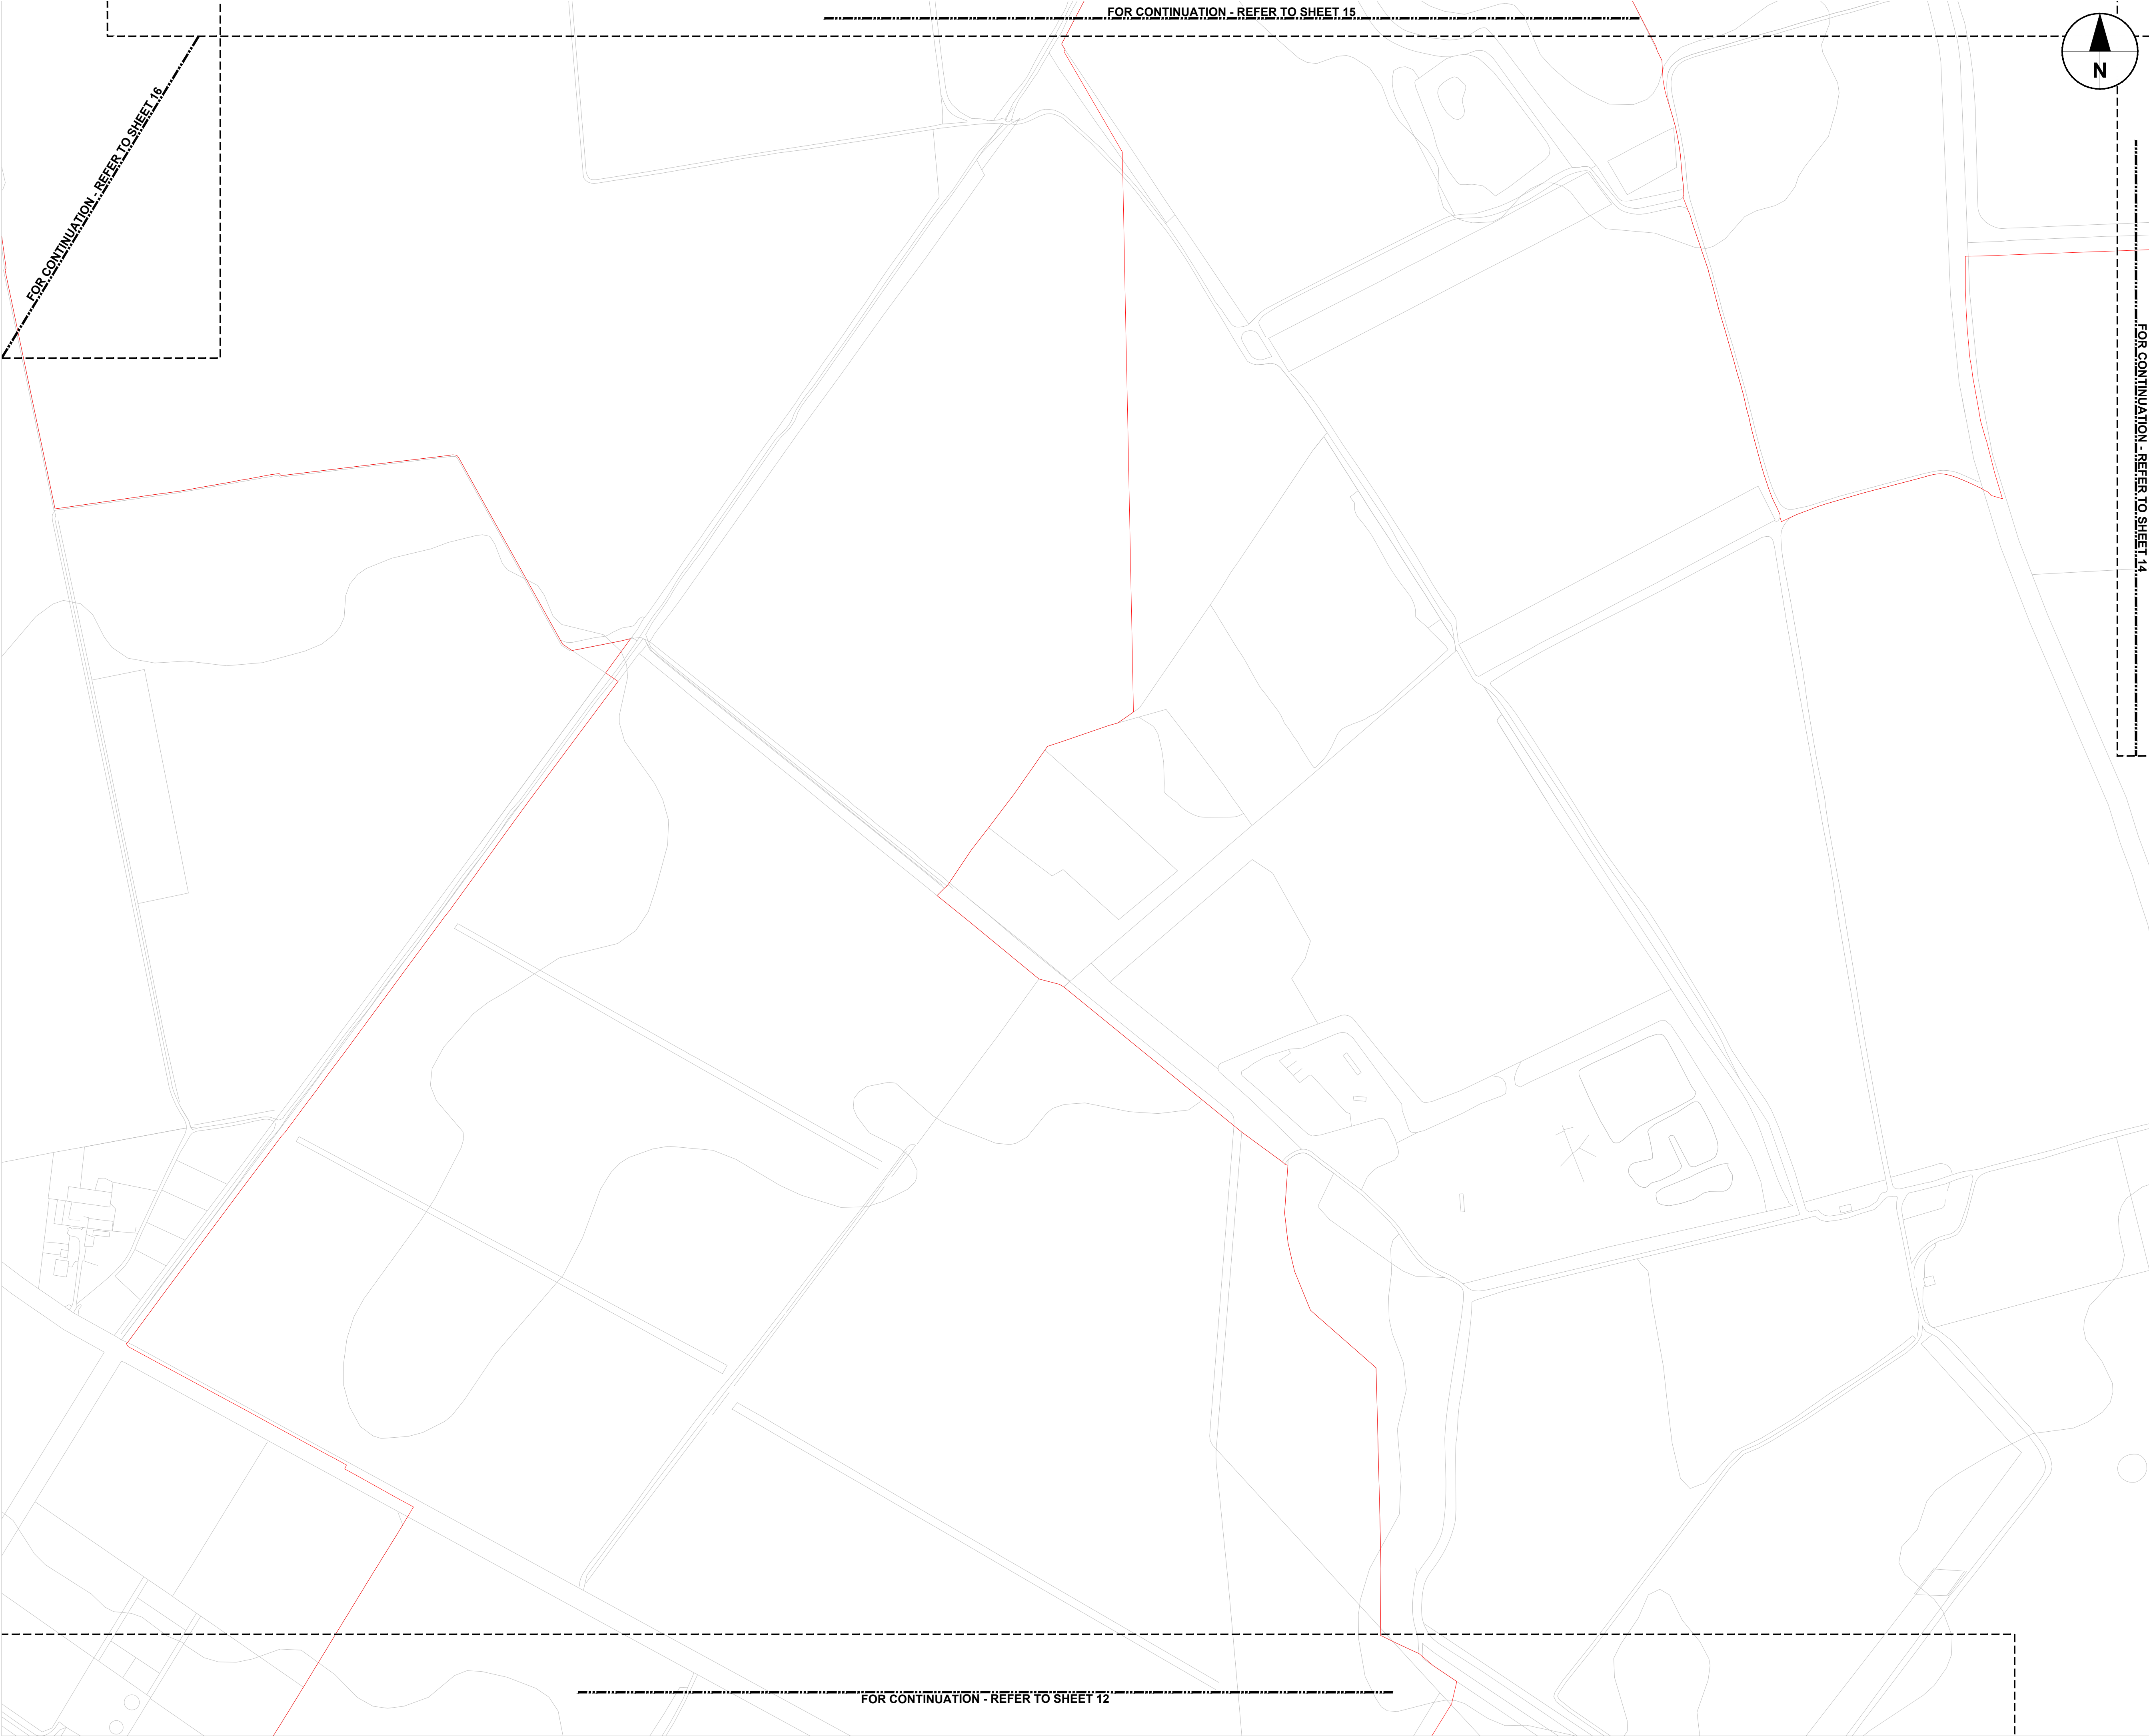 FOR CONTINUATION - REFER TO SHEET 15
N
FOR CONTINUATION - REFER TO SHEET 16
FOR CONTINUATION - REFER TO SHEET 14
FOR CONTINUATION - REFER TO SHEET 12